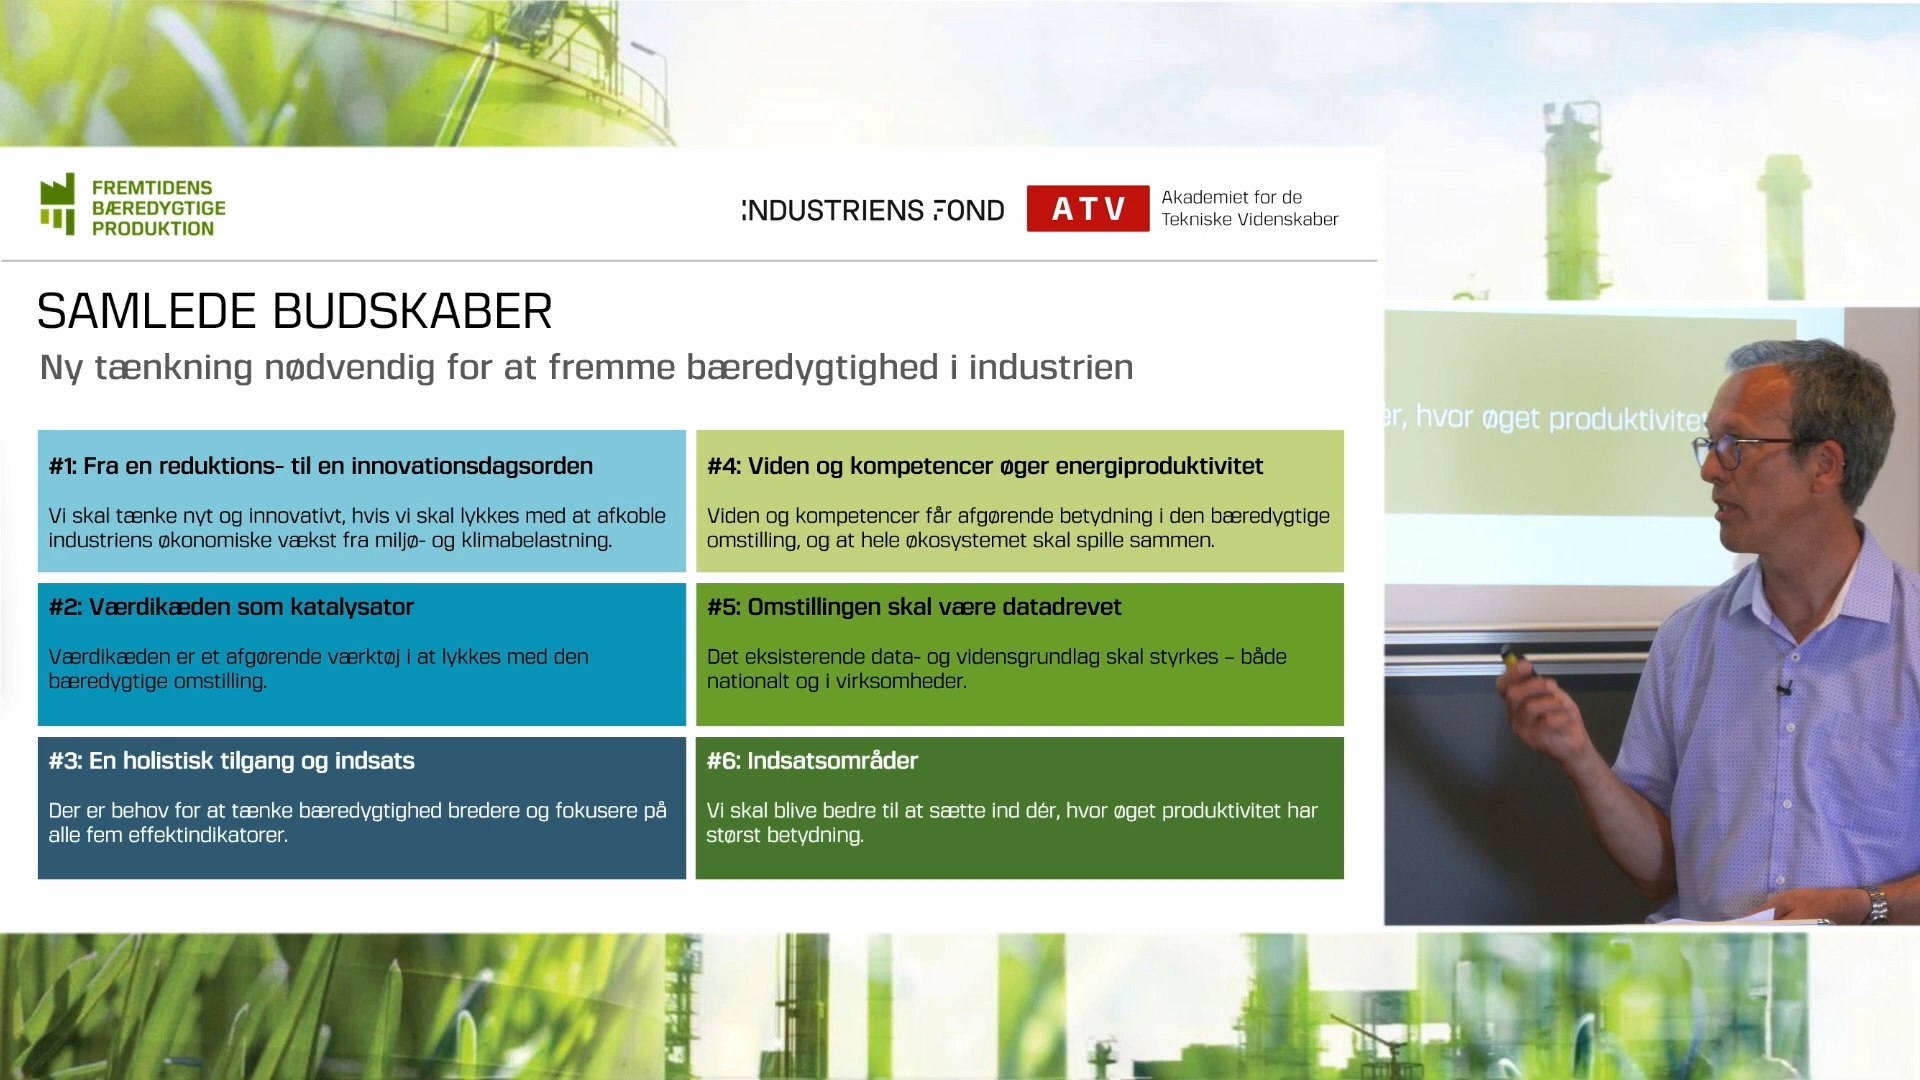 FREMTIDENS
BÆREDYGTIGE
PRODUKTION
INDUSTRIENS FOND
ATV
Akademiet for de
Tekniske Videnskaber
SAMLEDE BUDSKABER
Ny tænkning nødvendig for at fremme bæredygtighed i industrien
#1: Fra en reduktions- til en innovationsdagsorden
Vi skal tænke nyt og innovativt, hvis vi skal lykkes med at afkoble
industriens økonomiske vækst fra miljø- og klimabelastning.
#2: Værdikæden som katalysator
Værdikæden er et afgørende værktøj i at lykkes med den
bæredygtige omstilling.
#3: En holistisk tilgang og indsats
Der er behov for at tænke bæredygtighed bredere og fokusere på
alle fem effektindikatorer.
#4: Viden og kompetencer øger energiproduktivitet
Viden og kompetencer får afgørende betydning i den bæredygtige
omstilling, og at hele økosystemet skal spille sammen.
#5: Omstillingen skal være datadrevet
Det eksisterende data- og vidensgrundlag skal styrkes – både
nationalt og i virksomheder.
#6: Indsatsområder
Vi skal blive bedre til at sætte ind dér, hvor øget produktivitet har
størst betydning.
er, hvor øget produktivitet